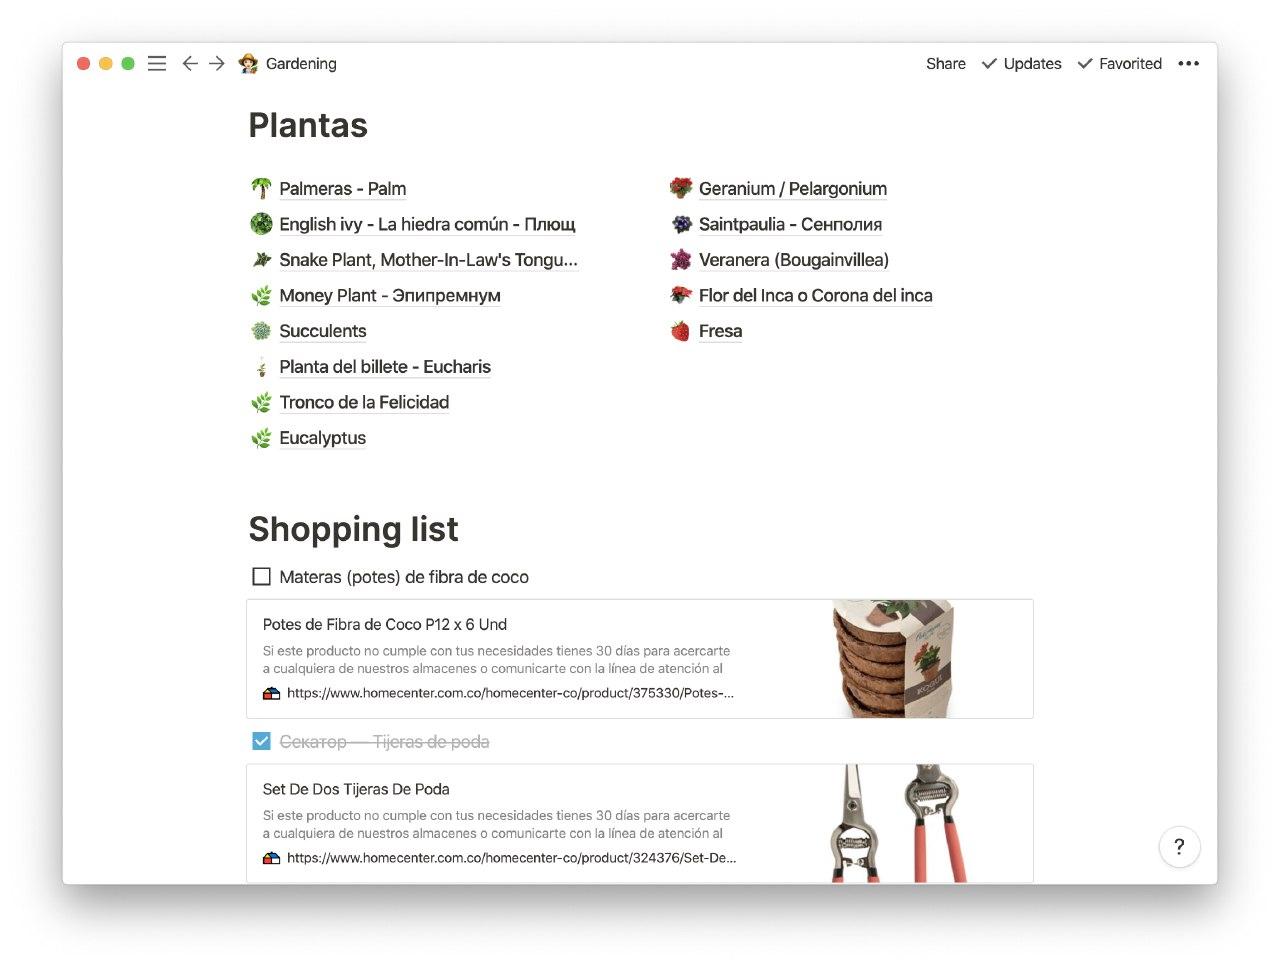 Gardening
Share
Updates
Favorited
Plantas
Palmeras - Palm
English ivy - La hiedra común - Плющ
Snake Plant, Mother-In-Law's Tongu...
Money Plant - Эпипремнум
Succulents
Planta del billete - Eucharis
Tronco de la Felicidad
Eucalyptus
Geranium / Pelargonium
Saintpaulia - Сенполия
Veranera (Bougainvillea)
Flor del Inca o Corona del inca
Fresa
Shopping list
Materas (potes) de fibra de coco
Potes de Fibra de Coco P12 x 6 Und
Si este producto no cumple con tus necesidades tienes 30 días para acercarte
a cualquiera de nuestros almacenes o comunicarte con la línea de atención al
https://www.homecenter.com.co/homecenter-co/product/375330/Potes-...
Секатор — Tijeras de poda
Set De Dos Tijeras De Poda
Si este producto no cumple con tus necesidades tienes 30 días para acercarte
a cualquiera de nuestros almacenes o comunicarte con la línea de atención al
https://www.homecenter.com.co/homecenter-co/product/324376/Set-De...
?